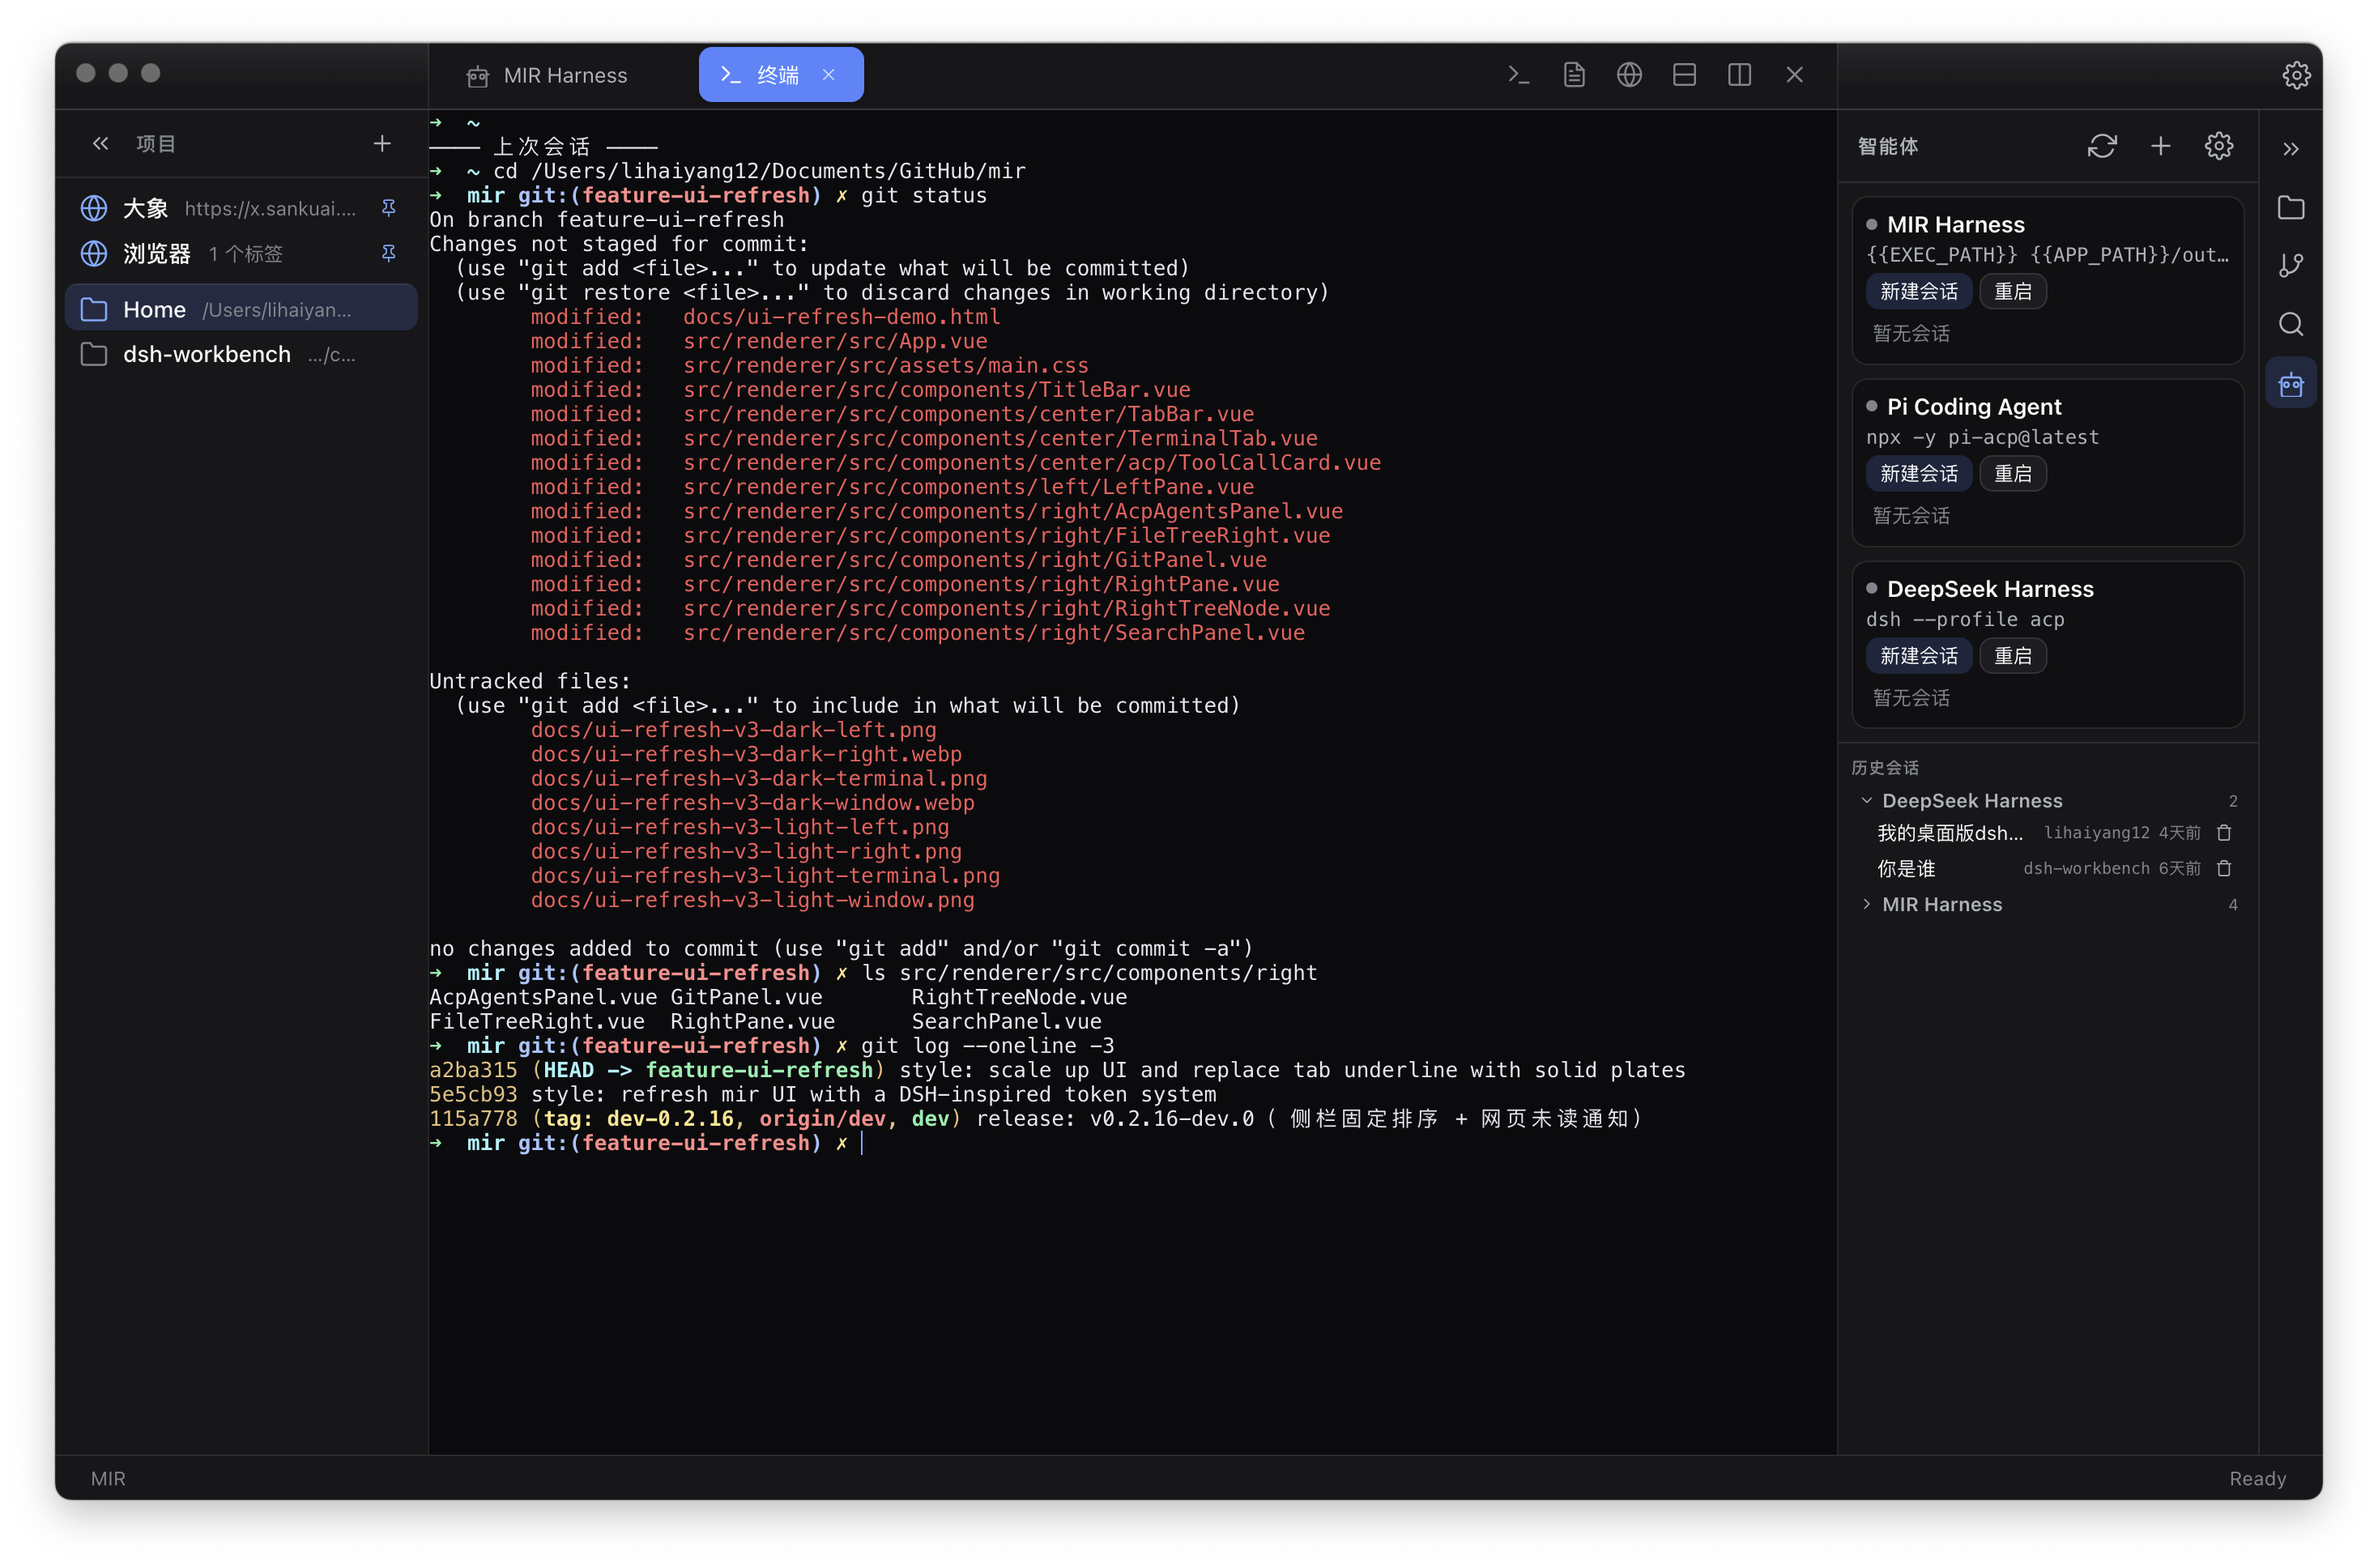 MIR Harness
终端
项目
大象 https://x.sankuai....
浏览器 1 个标签
Home /Users/lihaiyan...
dsh-workbench .../c...
➜  ~
──── 上次会话 ────
➜  ~ cd /Users/lihaiyang12/Documents/GitHub/mir
➜  mir git:(feature-ui-refresh) ✗ git status
On branch feature-ui-refresh
Changes not staged for commit:
  (use "git add <file>..." to update what will be committed)
  (use "git restore <file>..." to discard changes in working directory)
        modified:   docs/ui-refresh-demo.html
        modified:   src/renderer/src/App.vue
        modified:   src/renderer/src/assets/main.css
        modified:   src/renderer/src/components/TitleBar.vue
        modified:   src/renderer/src/components/center/TabBar.vue
        modified:   src/renderer/src/components/center/TerminalTab.vue
        modified:   src/renderer/src/components/center/acp/ToolCallCard.vue
        modified:   src/renderer/src/components/left/LeftPane.vue
        modified:   src/renderer/src/components/right/AcpAgentsPanel.vue
        modified:   src/renderer/src/components/right/FileTreeRight.vue
        modified:   src/renderer/src/components/right/GitPanel.vue
        modified:   src/renderer/src/components/right/RightPane.vue
        modified:   src/renderer/src/components/right/RightTreeNode.vue
        modified:   src/renderer/src/components/right/SearchPanel.vue
Untracked files:
  (use "git add <file>..." to include in what will be committed)
        docs/ui-refresh-v3-dark-left.png
        docs/ui-refresh-v3-dark-right.webp
        docs/ui-refresh-v3-dark-terminal.png
        docs/ui-refresh-v3-dark-window.webp
        docs/ui-refresh-v3-light-left.png
        docs/ui-refresh-v3-light-right.png
        docs/ui-refresh-v3-light-terminal.png
        docs/ui-refresh-v3-light-window.png
no changes added to commit (use "git add" and/or "git commit -a")
➜  mir git:(feature-ui-refresh) ✗ ls src/renderer/src/components/right
AcpAgentsPanel.vue GitPanel.vue       RightTreeNode.vue
FileTreeRight.vue  RightPane.vue      SearchPanel.vue
➜  mir git:(feature-ui-refresh) ✗ git log --oneline -3
a2ba315 (HEAD -> feature-ui-refresh) style: scale up UI and replace tab underline with solid plates
5e5cb93 style: refresh mir UI with a DSH-inspired token system
115a778 (tag: dev-0.2.16, origin/dev, dev) release: v0.2.16-dev.0 (侧栏固定排序 + 网页未读通知)
➜  mir git:(feature-ui-refresh) ✗
智能体
MIR Harness
{{EXEC_PATH}} {{APP_PATH}}/out...
新建会话 重启
暂无会话
Pi Coding Agent
npx -y pi-acp@latest
新建会话 重启
暂无会话
DeepSeek Harness
dsh --profile acp
新建会话 重启
暂无会话
历史会话
DeepSeek Harness 2
我的桌面版dsh... lihaiyang12 4天前
你是谁 dsh-workbench 6天前
MIR Harness 4
MIR
Ready